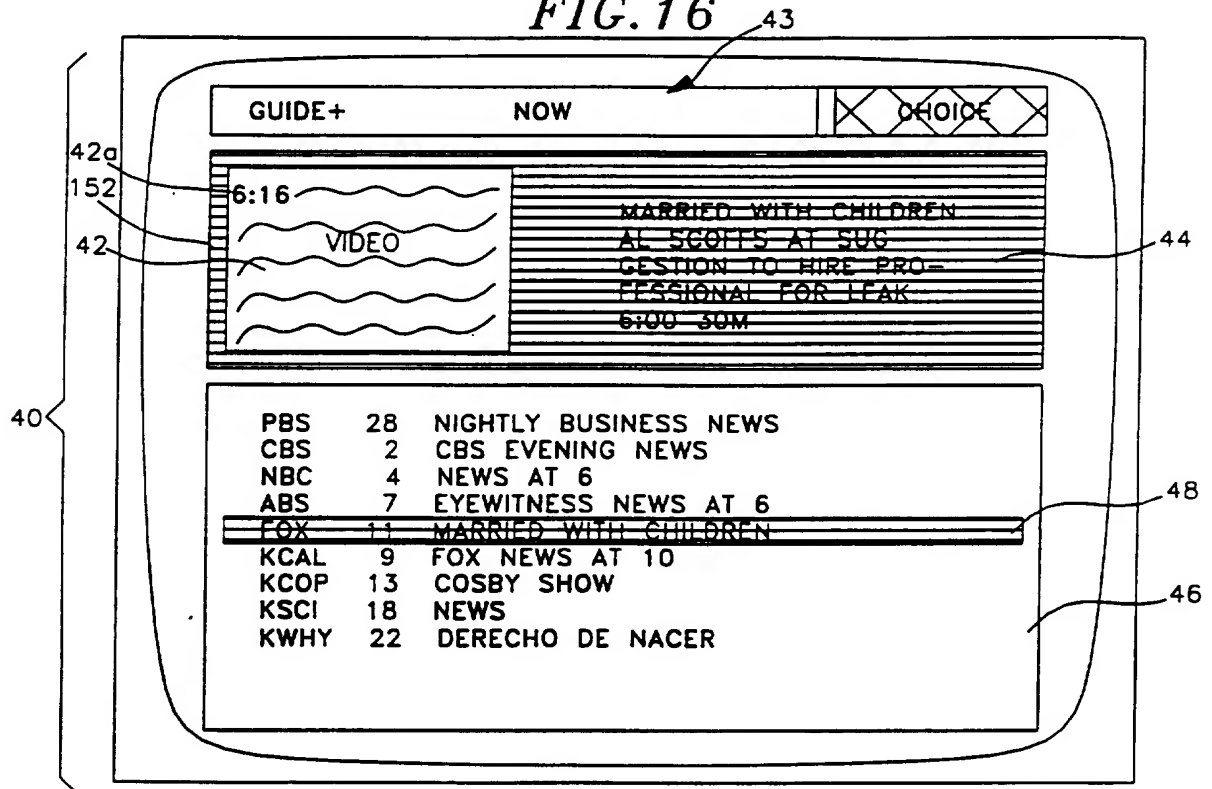 FIG. 16
43
GUIDE+ NOW CHOICE
42a
152
42
6:16
VIDEO
MARRIED WITH CHILDREN
AL SCOFFS AT SUG
GESTION TO HIRE PRO-
FESSIONAL FOR LEAK
6:00 30M
44
40
PBS 28 NIGHTLY BUSINESS NEWS
CBS 2 CBS EVENING NEWS
NBC 4 NEWS AT 6
ABS 7 EYEWITNESS NEWS AT 6
FOX 11 MARRIED WITH CHILDREN
KCAL 9 FOX NEWS AT 10
KCOP 13 COSBY SHOW
KSCI 18 NEWS
KWHY 22 DERECHO DE NACER
48
46